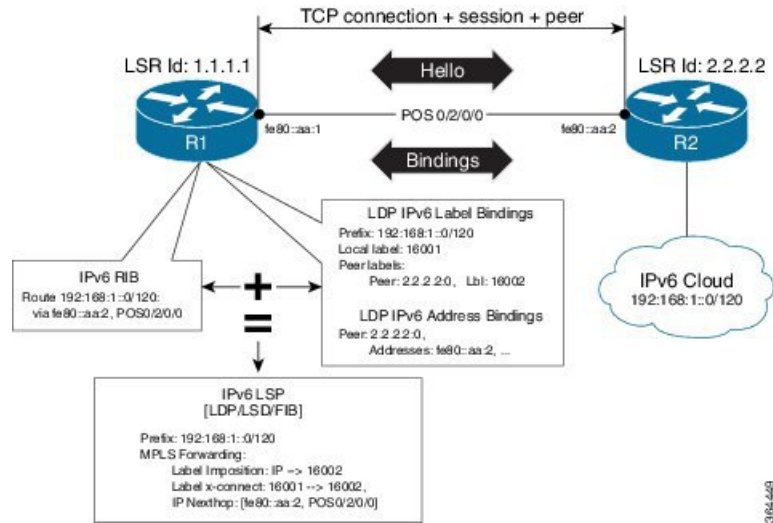 TCP connection + session + peer
LSR Id: 1.1.1.1
LSR Id: 2.2.2.2
Hello
POS 0/2/0/0
fe80::aa:1
fe80::aa:2
R1
R2
Bindings
LDP IPv6 Label Bindings
Prefix: 192:168:1::0/120
Local label: 16001
Peer labels:
Peer: 2.2.2.2:0, Lbl: 16002
LDP IPv6 Address Bindings
Peer: 2.2.2.2:0,
Addresses: fe80::aa:2, ...
IPv6 RIB
Route 192:168:1::0/120:
via fe80::aa:2, POS0/2/0/0
+
=
IPv6 Cloud
192:168:1::0/120
IPv6 LSP
[LDP/LSD/FIB]
Prefix: 192:168:1::0/120
MPLS Forwarding:
Label Imposition: IP --> 16002
Label x-connect: 16001 --> 16002,
IP Nexthop: [fe80::aa:2, POS0/2/0/0]
364449